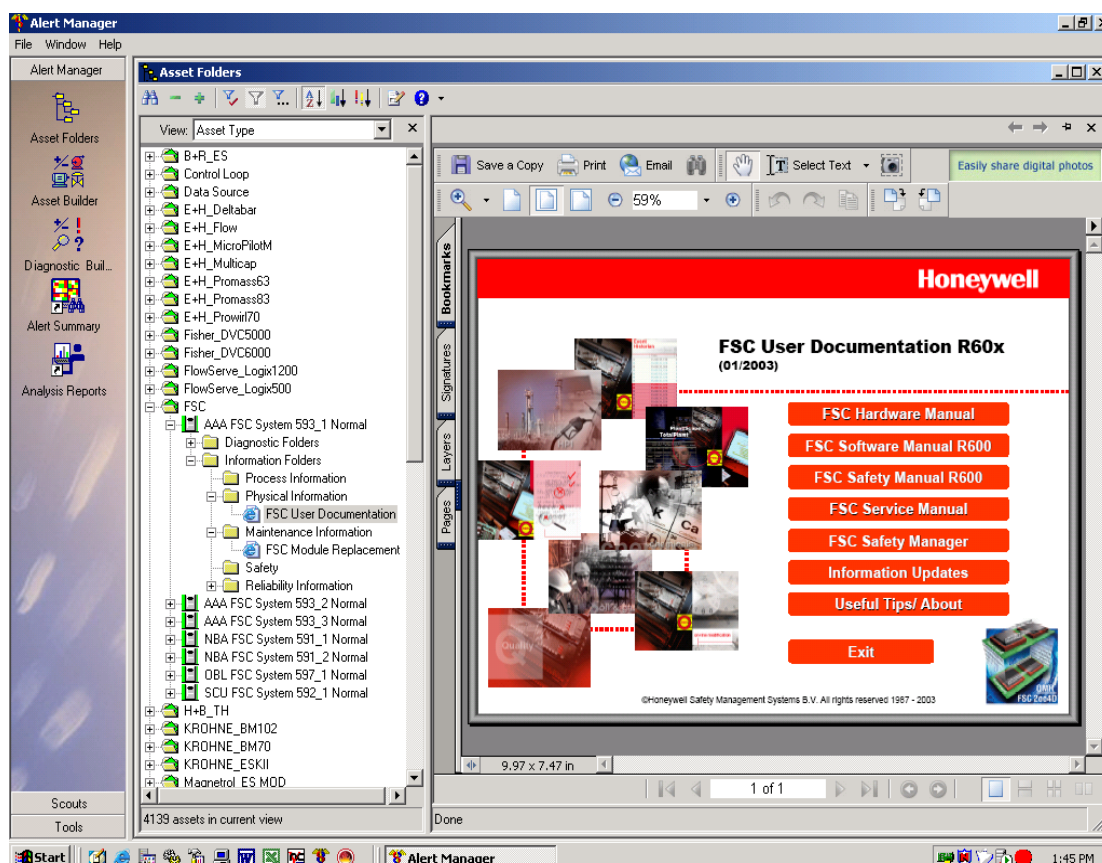 Alert Manager
File Window Help
Alert Manager
Asset Folders
Asset Builder
Diagnostic Buil...
Alert Summary
Analysis Reports
Scouts
Tools
Asset Folders
View: Asset Type
B+R_ES
Control Loop
Data Source
E+H_Deltabar
E+H_Flow
E+H_MicroPilotM
E+H_Multicap
E+H_Promass63
E+H_Promass83
E+H_Prowirl70
Fisher_DVC5000
Fisher_DVC6000
FlowServe_Logix1200
FlowServe_Logix500
FSC
AAA FSC System 593_1 Normal
Diagnostic Folders
Information Folders
Process Information
Physical Information
FSC User Documentation
Maintenance Information
FSC Module Replacement
Safety
Reliability Information
AAA FSC System 593_2 Normal
AAA FSC System 593_3 Normal
NBA FSC System 591_1 Normal
NBA FSC System 591_2 Normal
OBL FSC System 597_1 Normal
SCU FSC System 592_1 Normal
H+B_TH
KROHNE_BM102
KROHNE_BM70
KROHNE_ESKII
Magnetrol ES MOD
4139 assets in current view
Save a Copy Print Email Select Text Easily share digital photos
59%
Bookmarks
Signatures
Layers
Pages
Honeywell
FSC User Documentation R60x
(01/2003)
FSC Hardware Manual
FSC Software Manual R600
FSC Safety Manual R600
FSC Service Manual
FSC Safety Manager
Information Updates
Useful Tips/ About
Exit
Quality
QMR
FSC 2oo4D
©Honeywell Safety Management Systems B.V. All rights reserved 1987 - 2003
9.97 x 7.47 in
1 of 1
Done
Start Alert Manager 1:45 PM